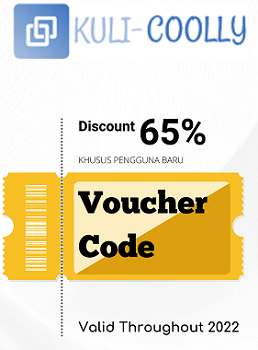 KULI-COOLLY
Discount 65%
KHUSUS PENGGUNA BARU
Voucher
Code
Valid Throughout 2022